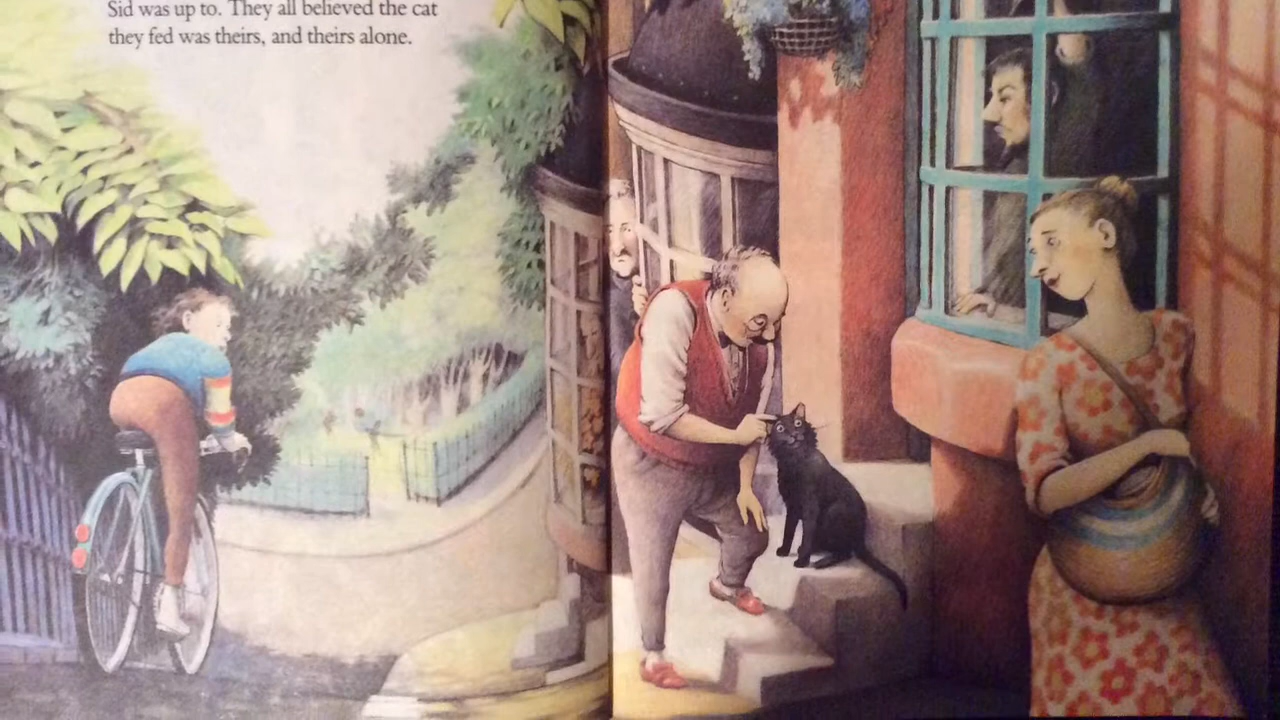 Sid was up to. They all believed the cat
they fed was theirs, and theirs alone.